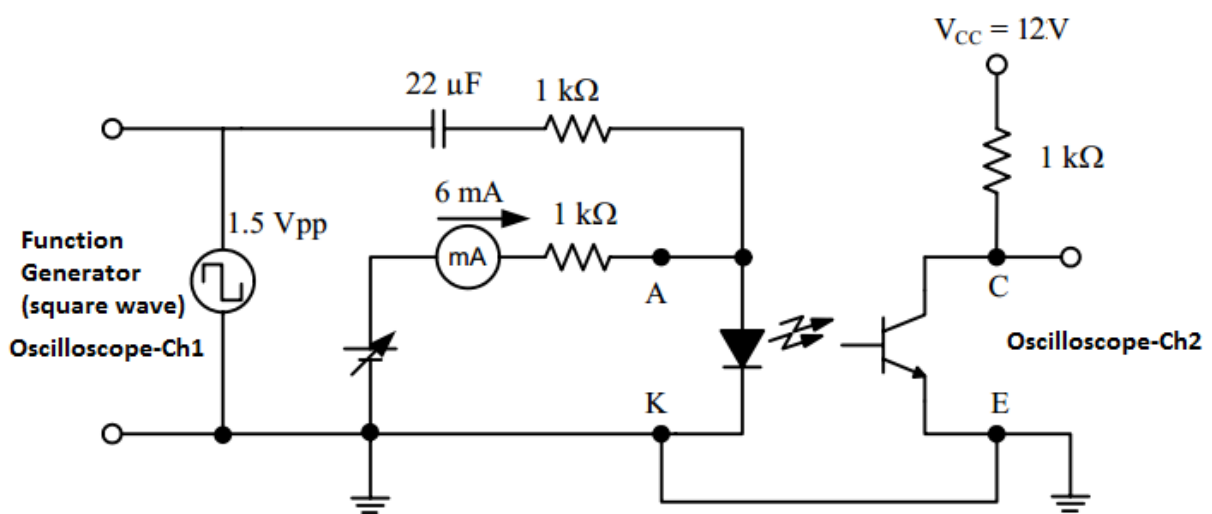 V_CC = 12V
22 µF
1 kΩ
1 kΩ
6 mA
1 kΩ
1.5 Vpp
Function
Generator
(square wave)
mA
A
C
Oscilloscope-Ch1
Oscilloscope-Ch2
K
E